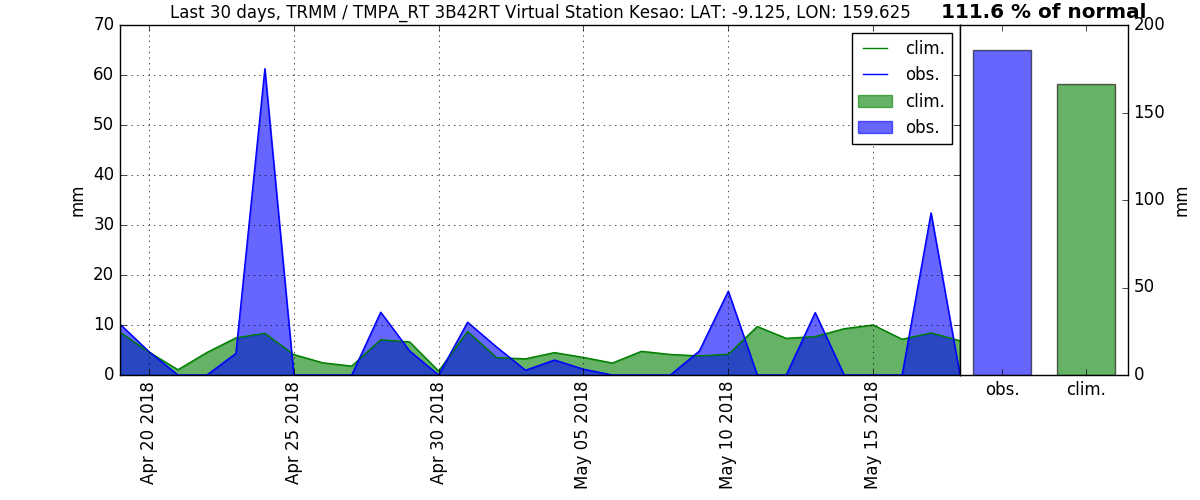 Last 30 days, TRMM / TMPA_RT 3B42RT Virtual Station Kesao: LAT: -9.125, LON: 159.625
111.6 % of normal
70
60
50
40
30
20
10
0
mm
clim.
obs.
clim.
obs.
200
150
100
50
0
mm
obs.
clim.
Apr 20 2018
Apr 25 2018
Apr 30 2018
May 05 2018
May 10 2018
May 15 2018